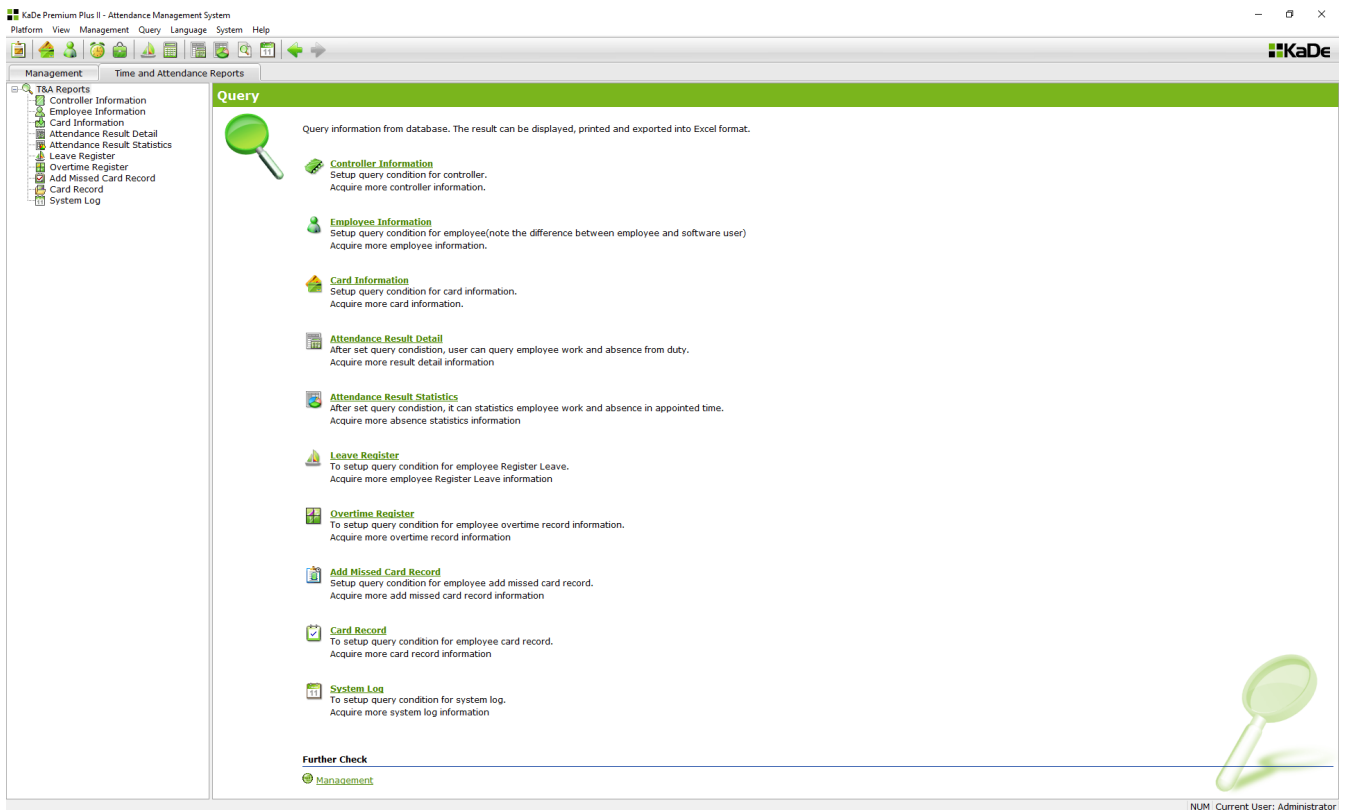 KaDe Premium Plus II - Attendance Management System
Platform View Management Query Language System Help
KaDe
Management Time and Attendance Reports
T&A Reports
Controller Information
Employee Information
Card Information
Attendance Result Detail
Attendance Result Statistics
Leave Register
Overtime Register
Add Missed Card Record
Card Record
System Log
Query
Query information from database. The result can be displayed, printed and exported into Excel format.
Controller Information
Setup query condition for controller.
Acquire more controller information.
Employee Information
Setup query condition for employee(note the difference between employee and software user)
Acquire more employee information.
Card Information
Setup query condition for card information.
Acquire more card information.
Attendance Result Detail
After set query condistion, user can query employee work and absence from duty.
Acquire more result detail information
Attendance Result Statistics
After set query condistion, it can statistics employee work and absence in appointed time.
Acquire more absence statistics information
Leave Register
To setup query condition for employee Register Leave.
Acquire more employee Register Leave information
Overtime Register
To setup query condition for employee overtime record information.
Acquire more overtime record information
Add Missed Card Record
Setup query condition for employee add missed card record.
Acquire more add missed card record information
Card Record
To setup query condition for employee card record.
Acquire more card record information
11
System Log
To setup query condition for system log.
Acquire more system log information
Further Check
Management
NUM Current User: Administrator